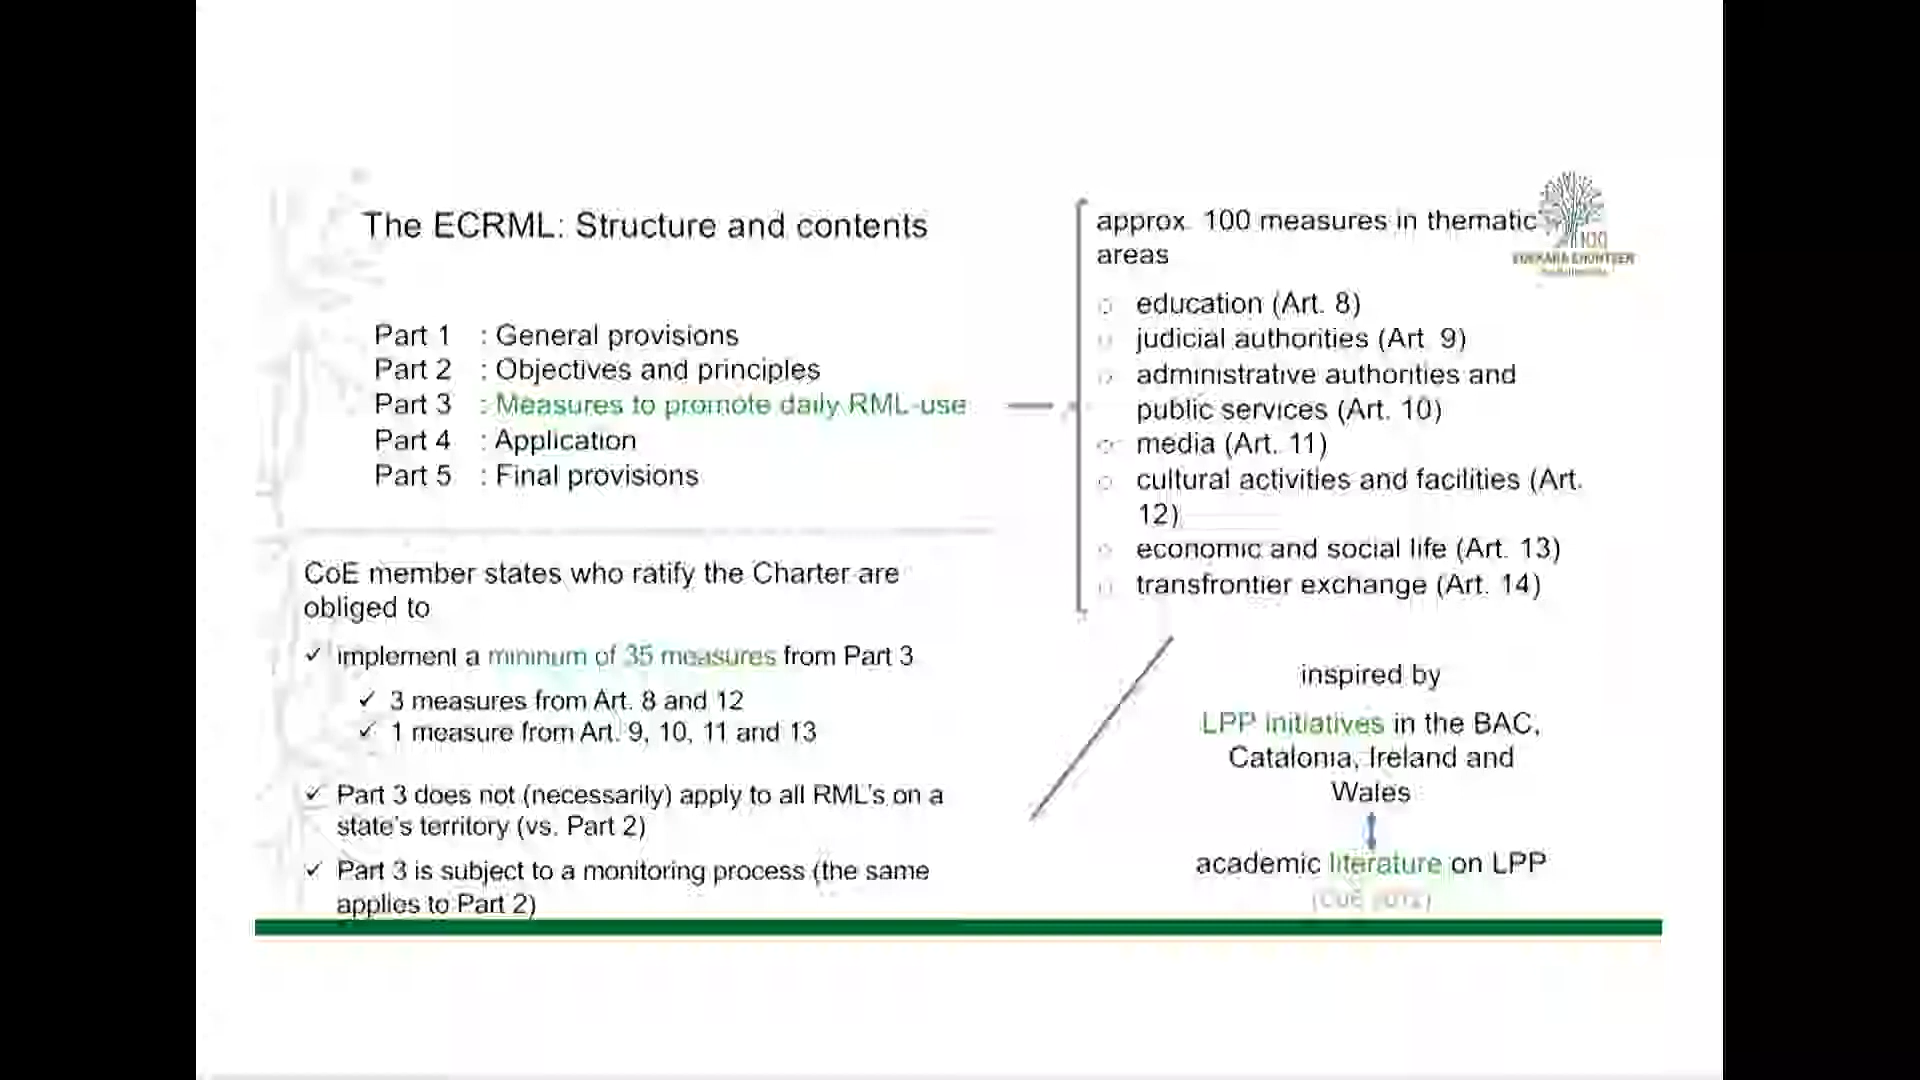 The ECRML: Structure and contents
Part 1 : General provisions
Part 2 : Objectives and principles
Part 3 : Measures to promote daily RML-use
Part 4 : Application
Part 5 : Final provisions
CoE member states who ratify the Charter are
obliged to
✓ implement a mininum of 35 measures from Part 3
✓ 3 measures from Art. 8 and 12
✓ 1 measure from Art. 9, 10, 11 and 13
✓ Part 3 does not (necessarily) apply to all RML's on a
state's territory (vs. Part 2)
✓ Part 3 is subject to a monitoring process (the same
applies to Part 2)
approx. 100 measures in thematic
areas
education (Art. 8)
judicial authorities (Art. 9)
administrative authorities and
public services (Art. 10)
media (Art. 11)
cultural activities and facilities (Art.
12)
economic and social life (Art. 13)
transfrontier exchange (Art. 14)
inspired by
LPP initiatives in the BAC,
Catalonia, Ireland and
Wales
academic literature on LPP
(CoE 2012)
100